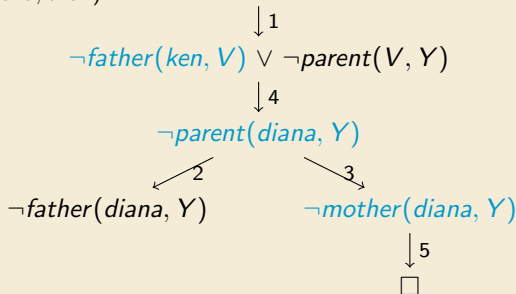 1
¬father(ken, V) ∨ ¬parent(V, Y)
4
¬parent(diana, Y)
2 3
¬father(diana, Y) ¬mother(diana, Y)
5
□